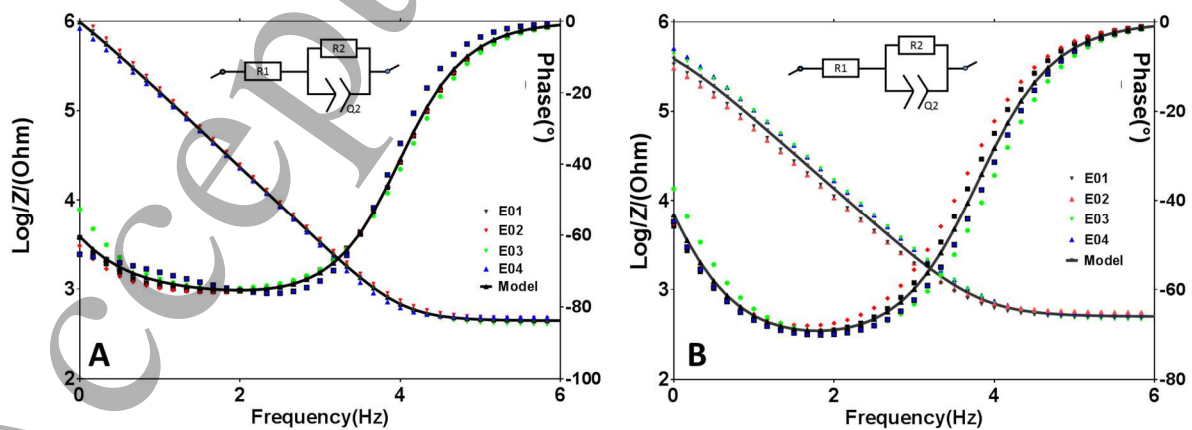 6
5
4
3
2
Log/Z/(Ohm)
0
-20
-40
-60
-80
-100
Phase(°)
R1
R2
Q2
E01
E02
E03
E04
Model
A
0
2
4
6
Frequency(Hz)
6
5
4
3
2
Log/Z/(Ohm)
0
-20
-40
-60
-80
Phase(°)
R1
R2
Q2
E01
E02
E03
E04
Model
B
0
2
4
6
Frequency(Hz)